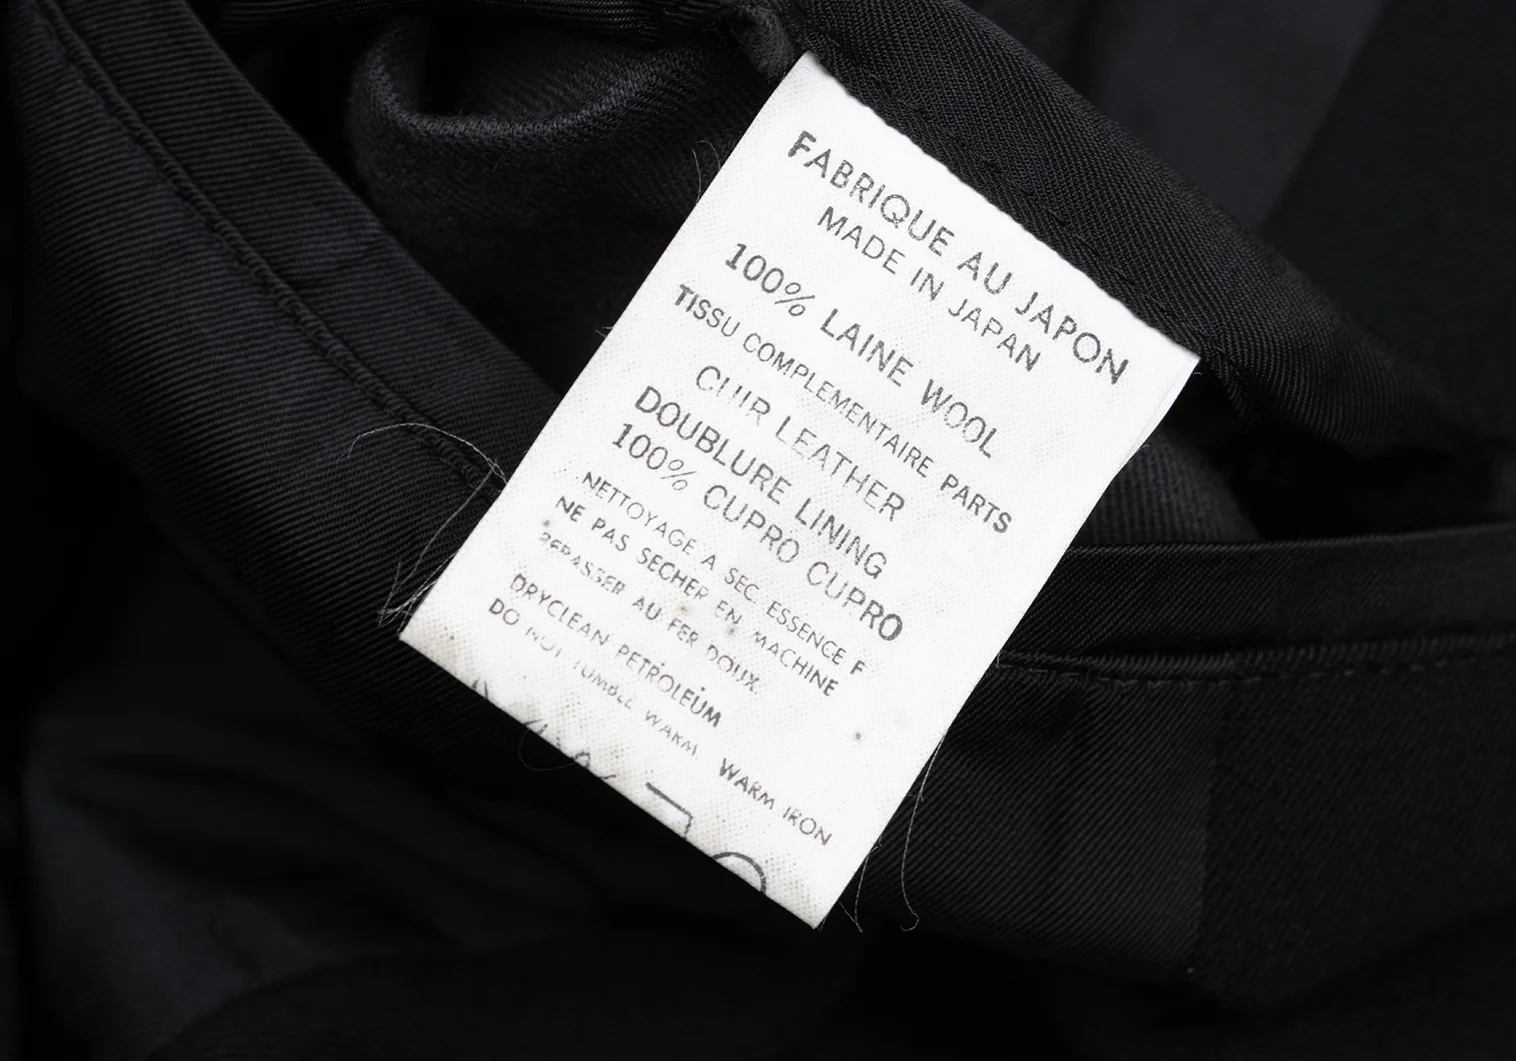 FABRIQUE AU JAPON
MADE IN JAPAN
100% LAINE WOOL
TISSU COMPLEMENTAIRE PARTS
CUIR LEATHER
DOUBLURE LINING
100% CUPRO CUPRO
NETTOYAGE A SEC. ESSENCE F
NE PAS SECHER EN MACHINE
REPASSER AU FER DOUX.
DRYCLEAN PETROLEUM
DO NOT TUMBLE WARM. WARM IRON